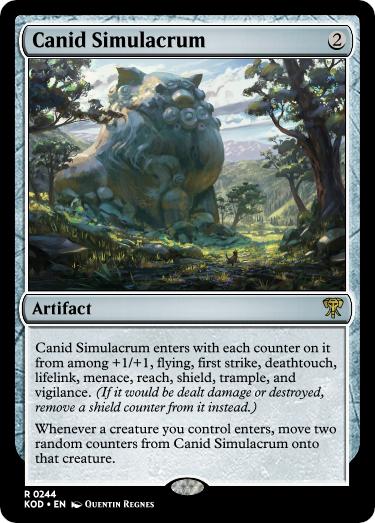 Canid Simulacrum 2
Artifact
Canid Simulacrum enters with each counter on it
from among +1/+1, flying, first strike, deathtouch,
lifelink, menace, reach, shield, trample, and
vigilance. (If it would be dealt damage or destroyed,
remove a shield counter from it instead.)
Whenever a creature you control enters, move two
random counters from Canid Simulacrum onto
that creature.
R 0244
KOD • EN Quentin Regnes